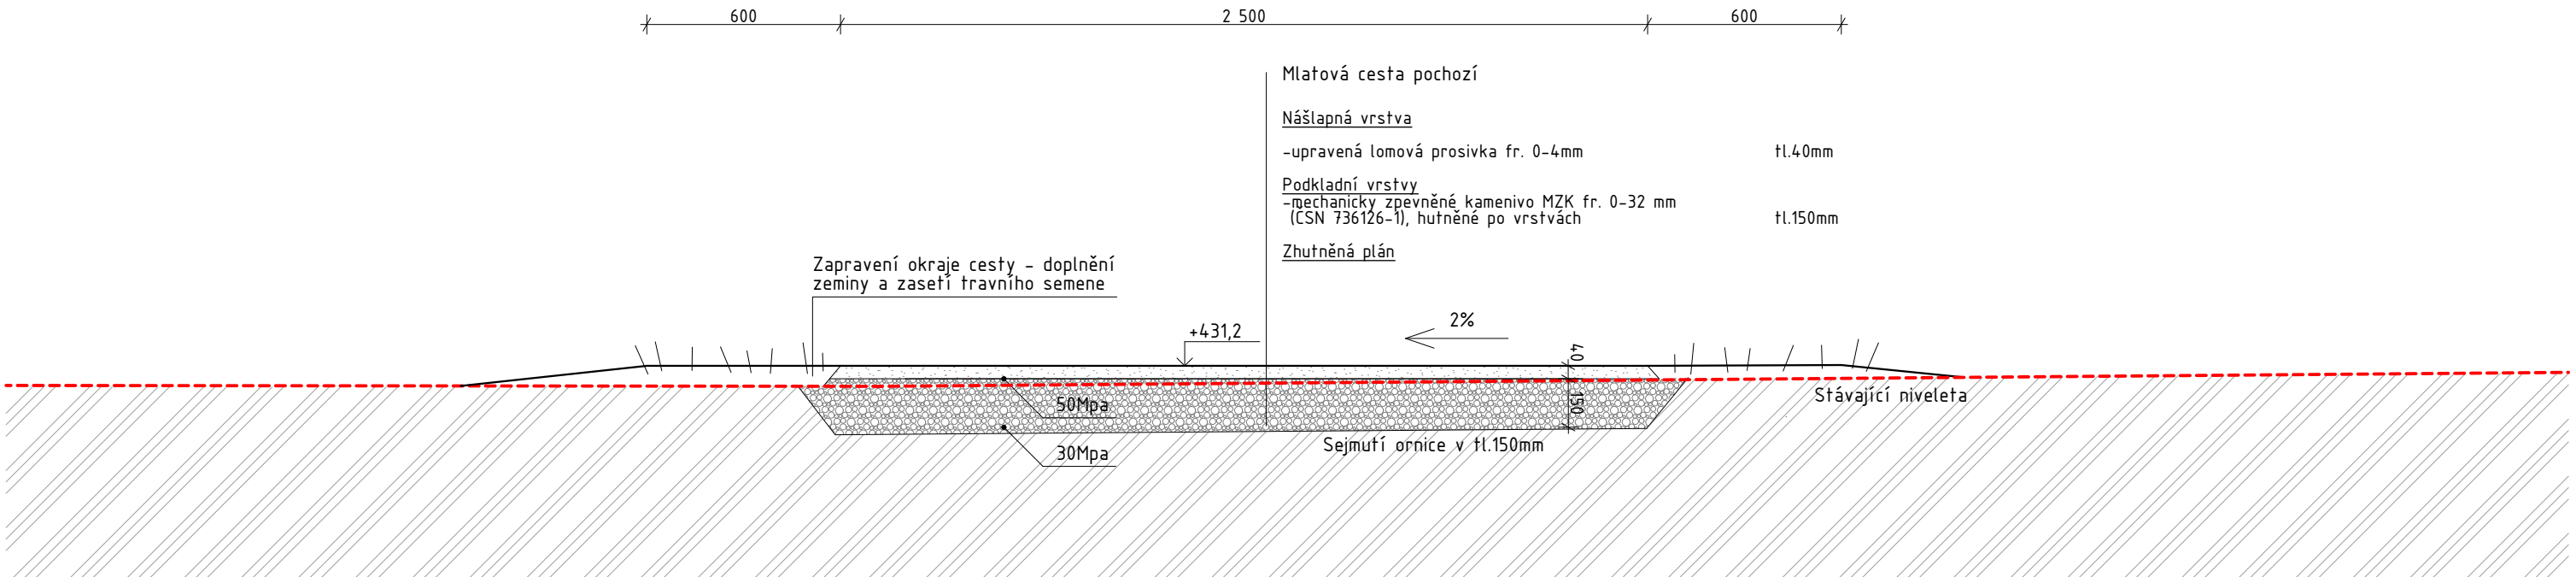 600
2 500
600
Mlatová cesta pochozí
Nášlapná vrstva
-upravená lomová prosivka fr. 0-4mm tl.40mm
Podkladní vrstvy
-mechanicky zpevněné kamenivo MZK fr. 0-32 mm
(ČSN 736126-1), hutněné po vrstvách tl.150mm
Zhutněná pláň
Zapravení okraje cesty - doplnění
zeminy a zasetí travního semene
+431,2
2%
40
150
50Mpa
30Mpa
Stávající niveleta
Sejmutí ornice v tl.150mm